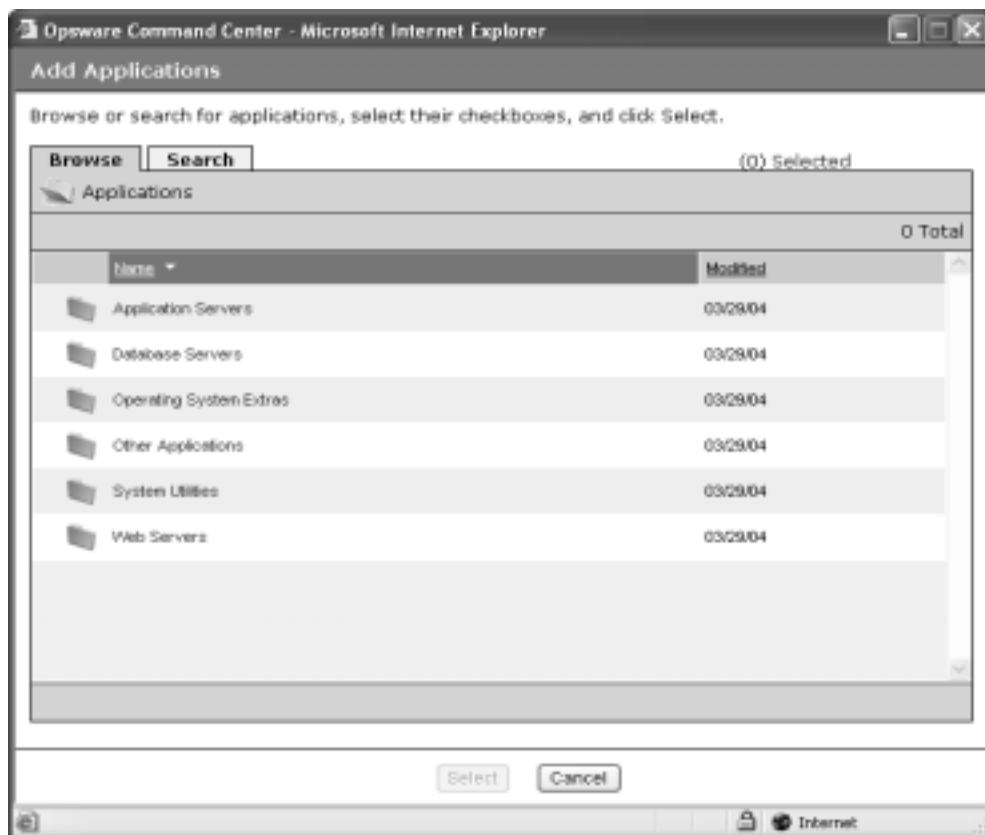 Opsware Command Center - Microsoft Internet Explorer
Add Applications
Browse or search for applications, select their checkboxes, and click Select.
Browse Search (0) Selected
Applications
0 Total
Name Modified
Application Servers 03/29/04
Database Servers 03/29/04
Operating System Extras 03/29/04
Other Applications 03/29/04
System Utilities 03/29/04
Web Servers 03/29/04
Select Cancel
Internet